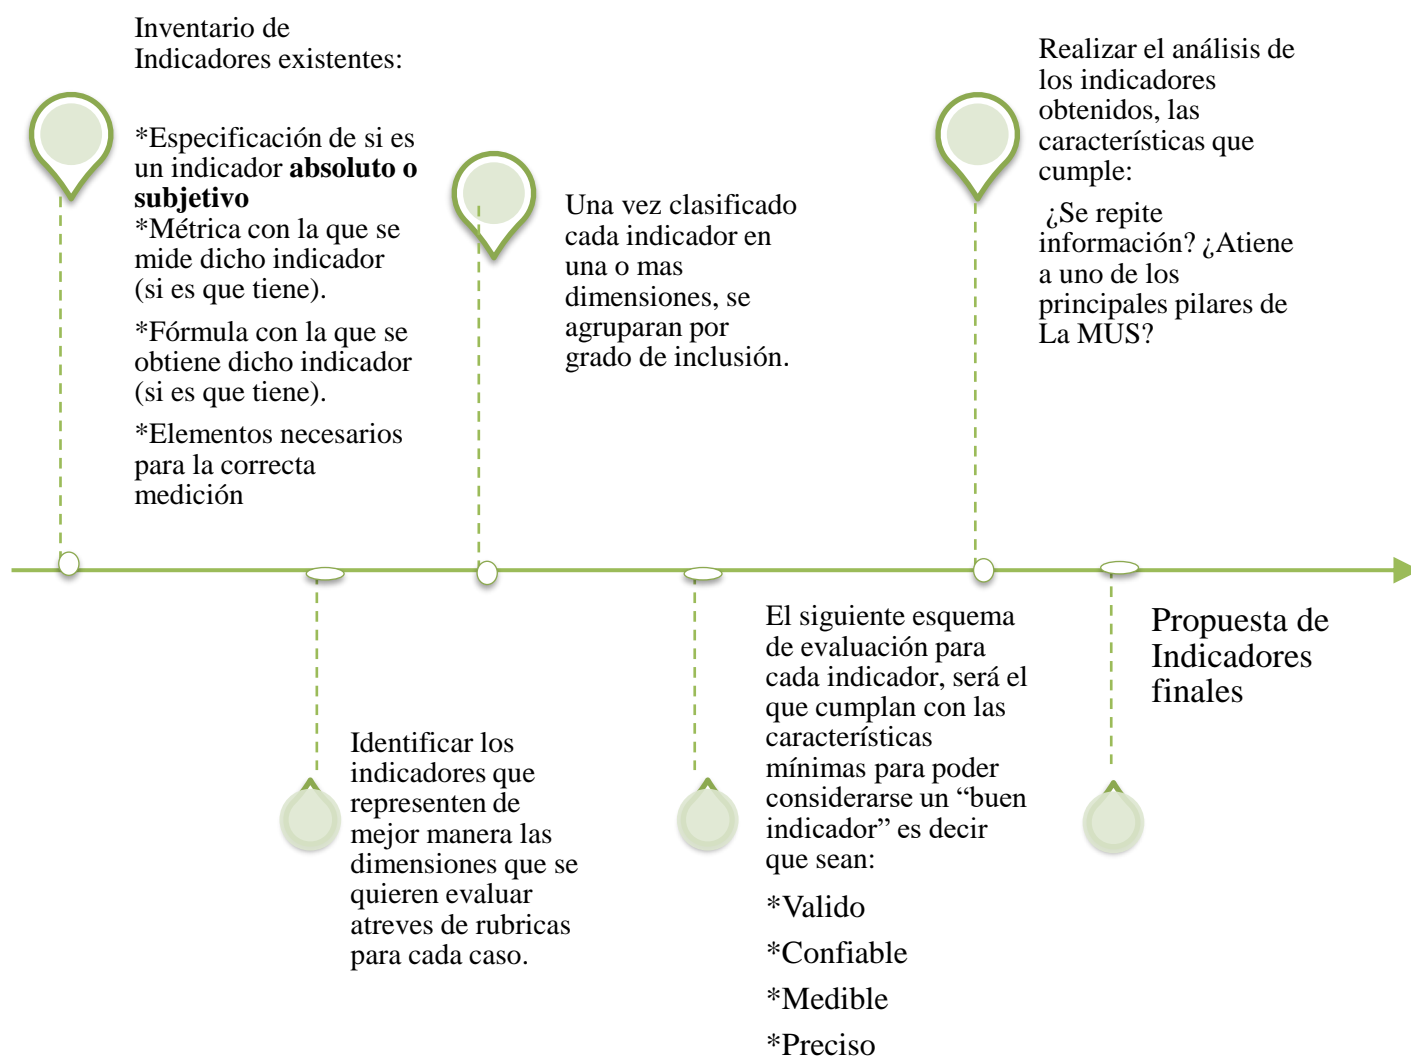 Inventario de
Indicadores existentes:
*Especificación de si es
un indicador absoluto o
subjetivo
*Métrica con la que se
mide dicho indicador
(si es que tiene).
*Fórmula con la que se
obtiene dicho indicador
(si es que tiene).
*Elementos necesarios
para la correcta
medición
Identificar los
indicadores que
representen de
mejor manera las
dimensiones que se
quieren evaluar
atreves de rubricas
para cada caso.
Una vez clasificado
cada indicador en
una o mas
dimensiones, se
agruparan por
grado de inclusión.
El siguiente esquema
de evaluación para
cada indicador, será el
que cumplan con las
características
mínimas para poder
considerarse un “buen
indicador” es decir
que sean:
*Valido
*Confiable
*Medible
*Preciso
Realizar el análisis de
los indicadores
obtenidos, las
características que
cumple:
¿Se repite
información? ¿Atiene
a uno de los
principales pilares de
La MUS?
Propuesta de
Indicadores
finales